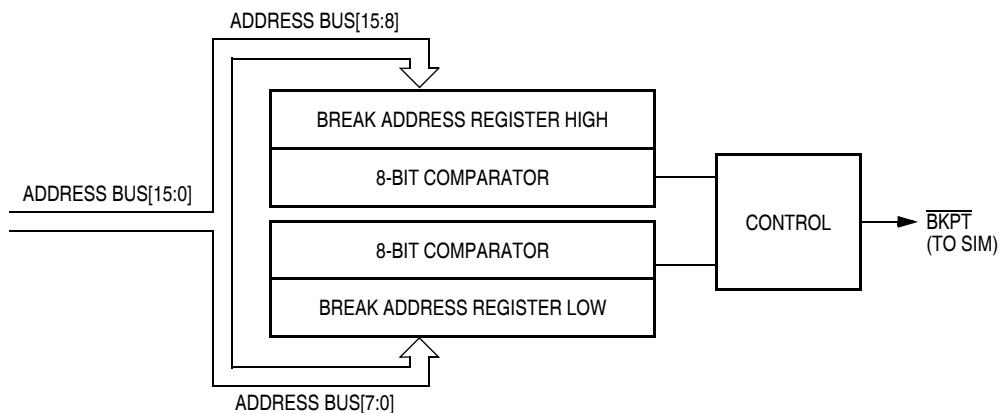 ADDRESS BUS[15:8]
BREAK ADDRESS REGISTER HIGH
8-BIT COMPARATOR
ADDRESS BUS[15:0]
CONTROL
BKPT
(TO SIM)
8-BIT COMPARATOR
BREAK ADDRESS REGISTER LOW
ADDRESS BUS[7:0]